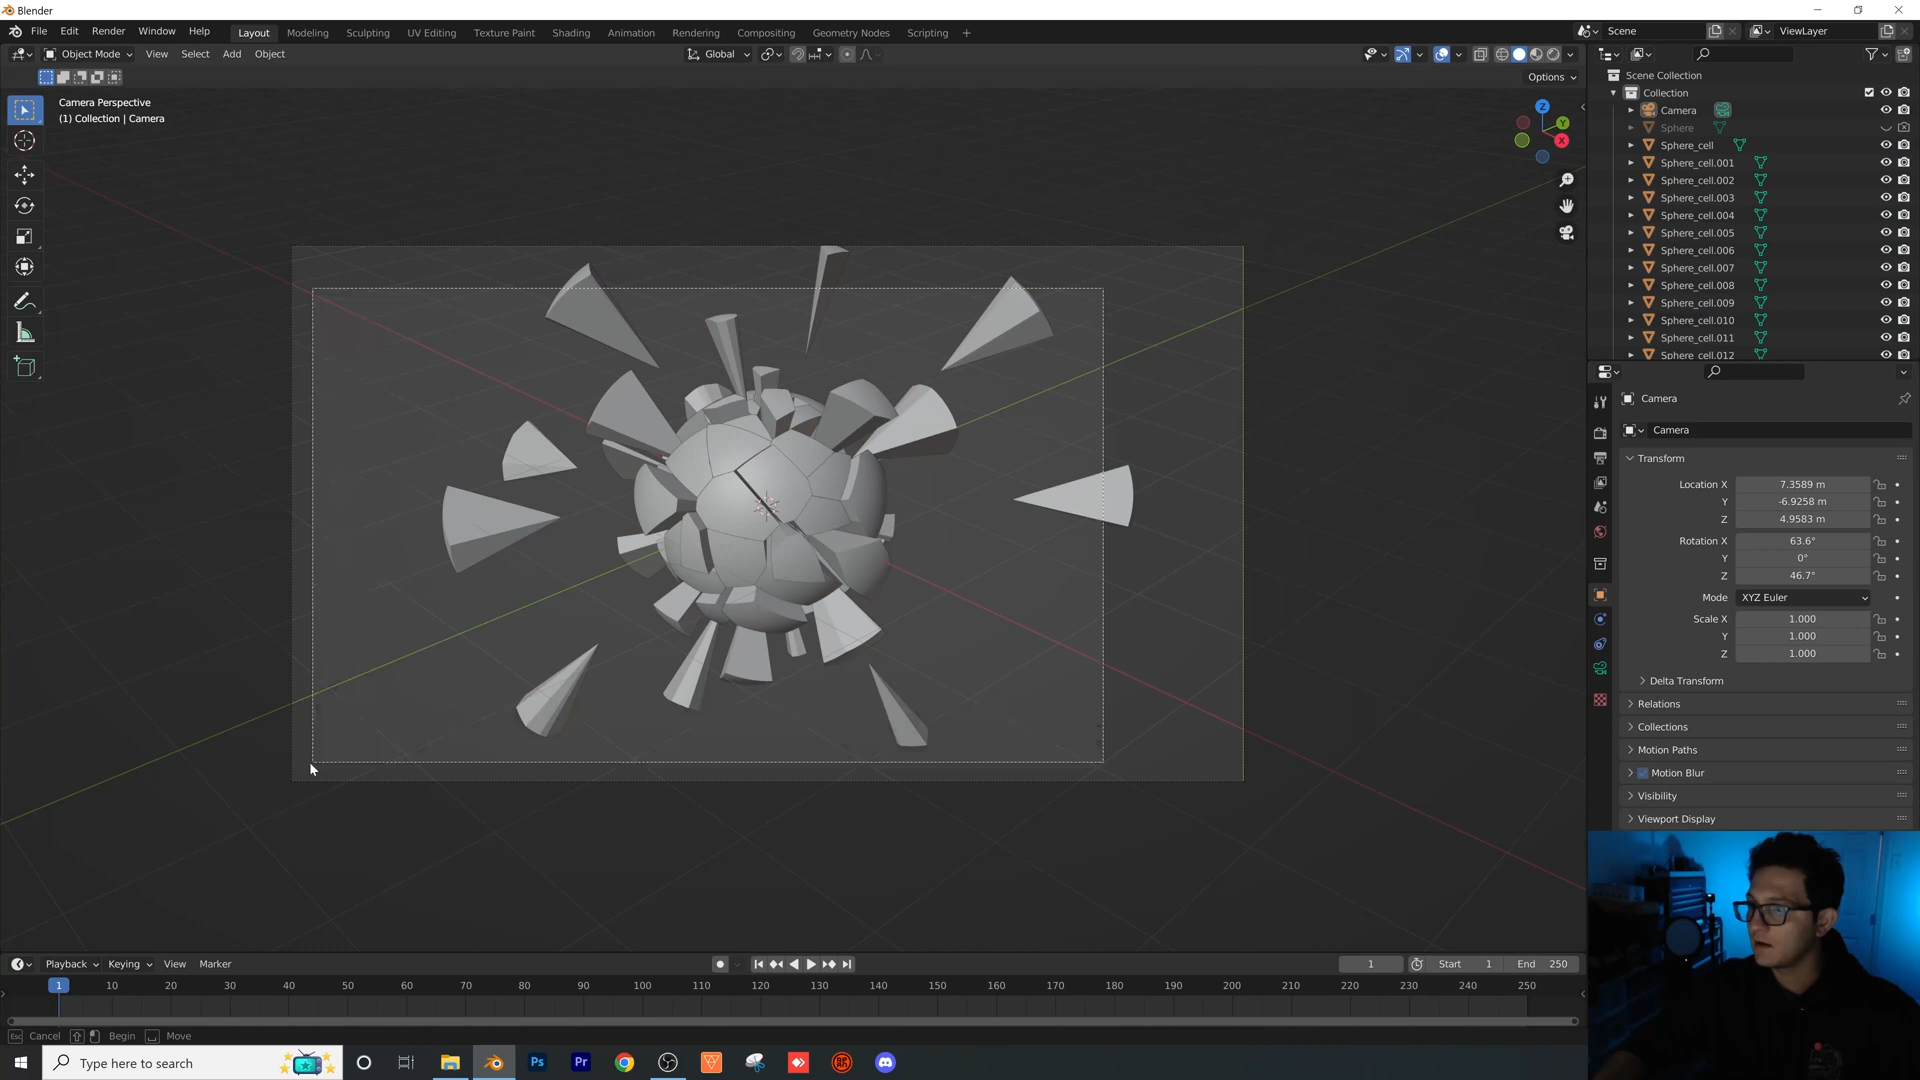 Blender
File Edit Render Window Help Layout Modeling Sculpting UV Editing Texture Paint Shading Animation Rendering Compositing Geometry Nodes Scripting + Scene ViewLayer
Object Mode View Select Add Object Global
Options
Camera Perspective
(1) Collection | Camera
Z
Y
X
Scene Collection
Collection
Camera
Sphere
Sphere_cell
Sphere_cell.001
Sphere_cell.002
Sphere_cell.003
Sphere_cell.004
Sphere_cell.005
Sphere_cell.006
Sphere_cell.007
Sphere_cell.008
Sphere_cell.009
Sphere_cell.010
Sphere_cell.011
Sphere_cell.012
Camera
Camera
Transform
Location X 7.3589 m
Y -6.9258 m
Z 4.9583 m
Rotation X 63.6°
Y 0°
Z 46.7°
Mode XYZ Euler
Scale X 1.000
Y 1.000
Z 1.000
Delta Transform
Relations
Collections
Motion Paths
Motion Blur
Visibility
Viewport Display
Playback Keying View Marker 1 Start 1 End 250
1 10 20 30 40 50 60 70 80 90 100 110 120 130 140 150 160 170 180 190 200 210 220 230 240 250
Esc Cancel Begin Move
Type here to search Ps Pr